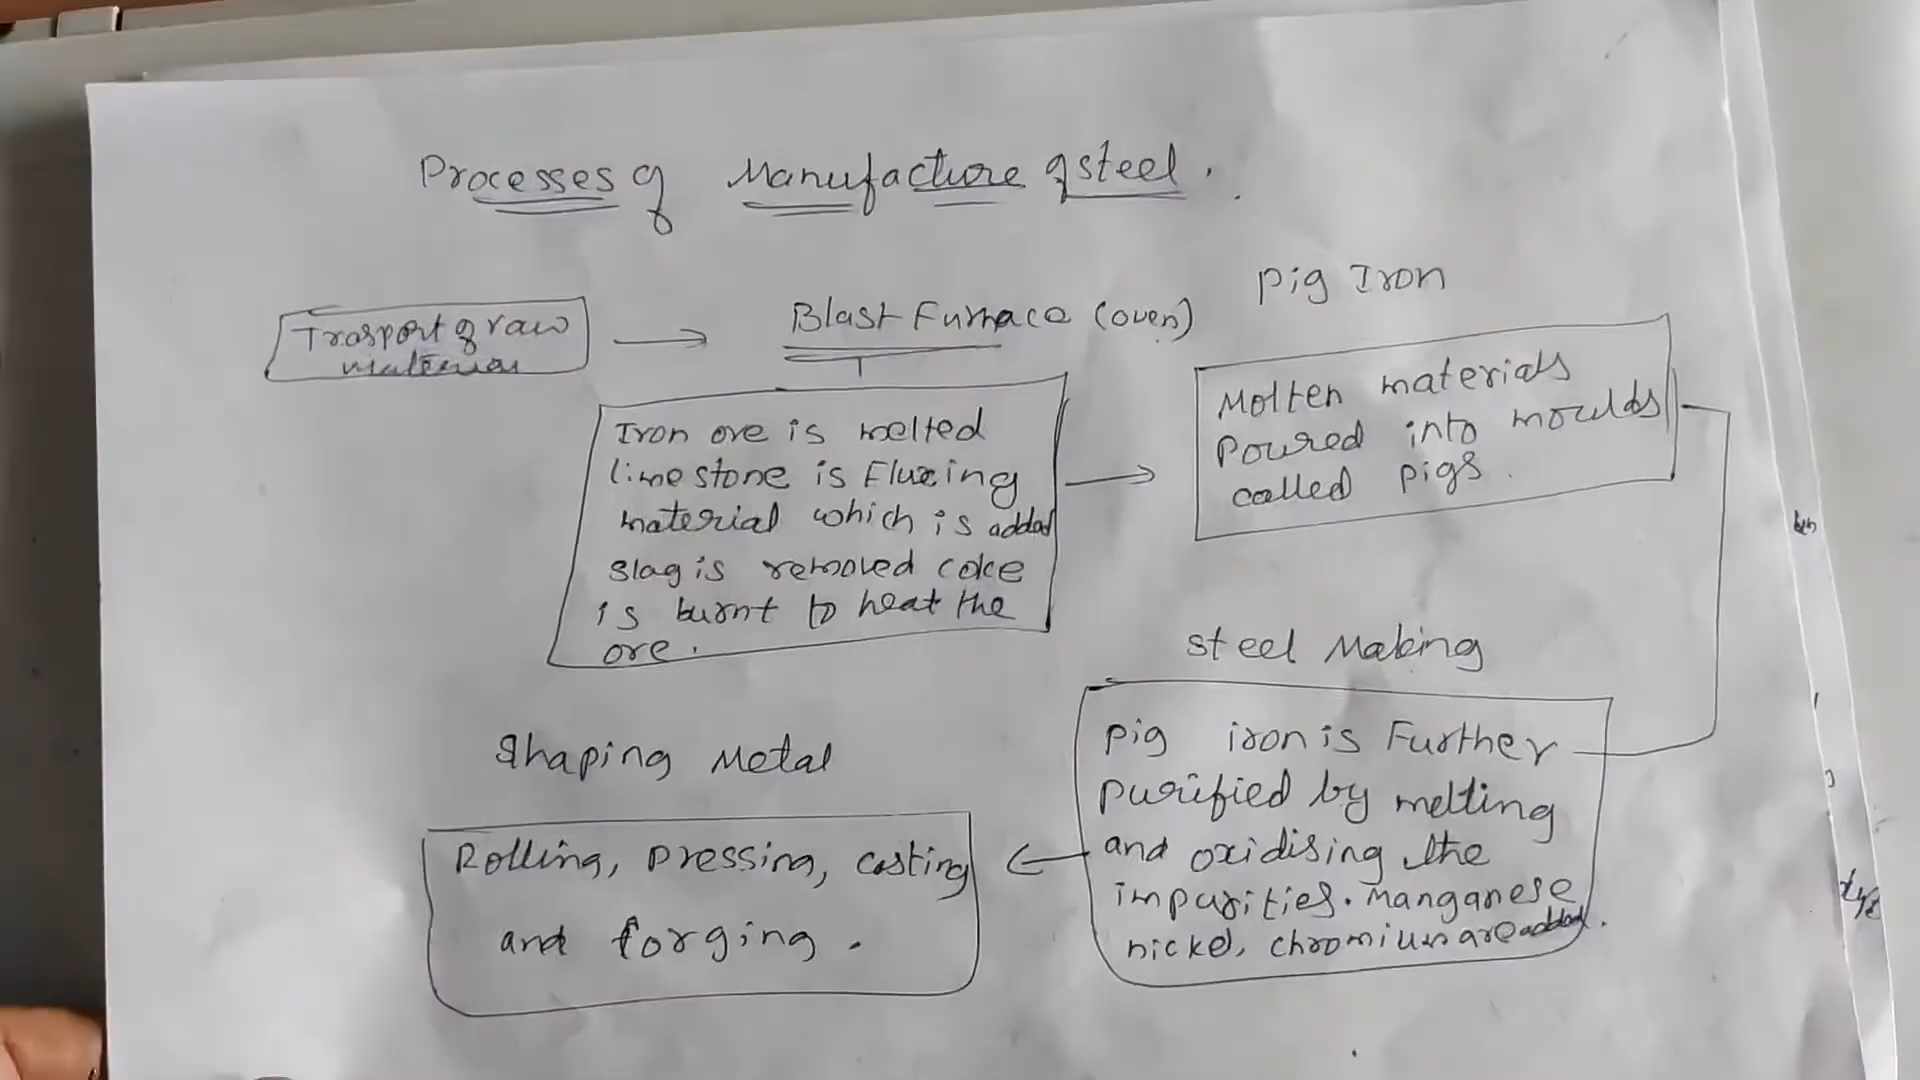 Processes of Manufacture of steel.
Trasport of raw
material
Blast Furnace (oven)
Iron ore is melted
limestone is Fluxing
material which is added
slag is removed coke
is burnt to heat the
ore.
Pig Iron
Molten materials
Poured into moulds
called pigs.
steel Making
Pig iron is Further
purified by melting
and oxidising the
impurities. Manganese
nickel, chromium are added.
Shaping Metal
Rolling, pressing, casting
and forging.